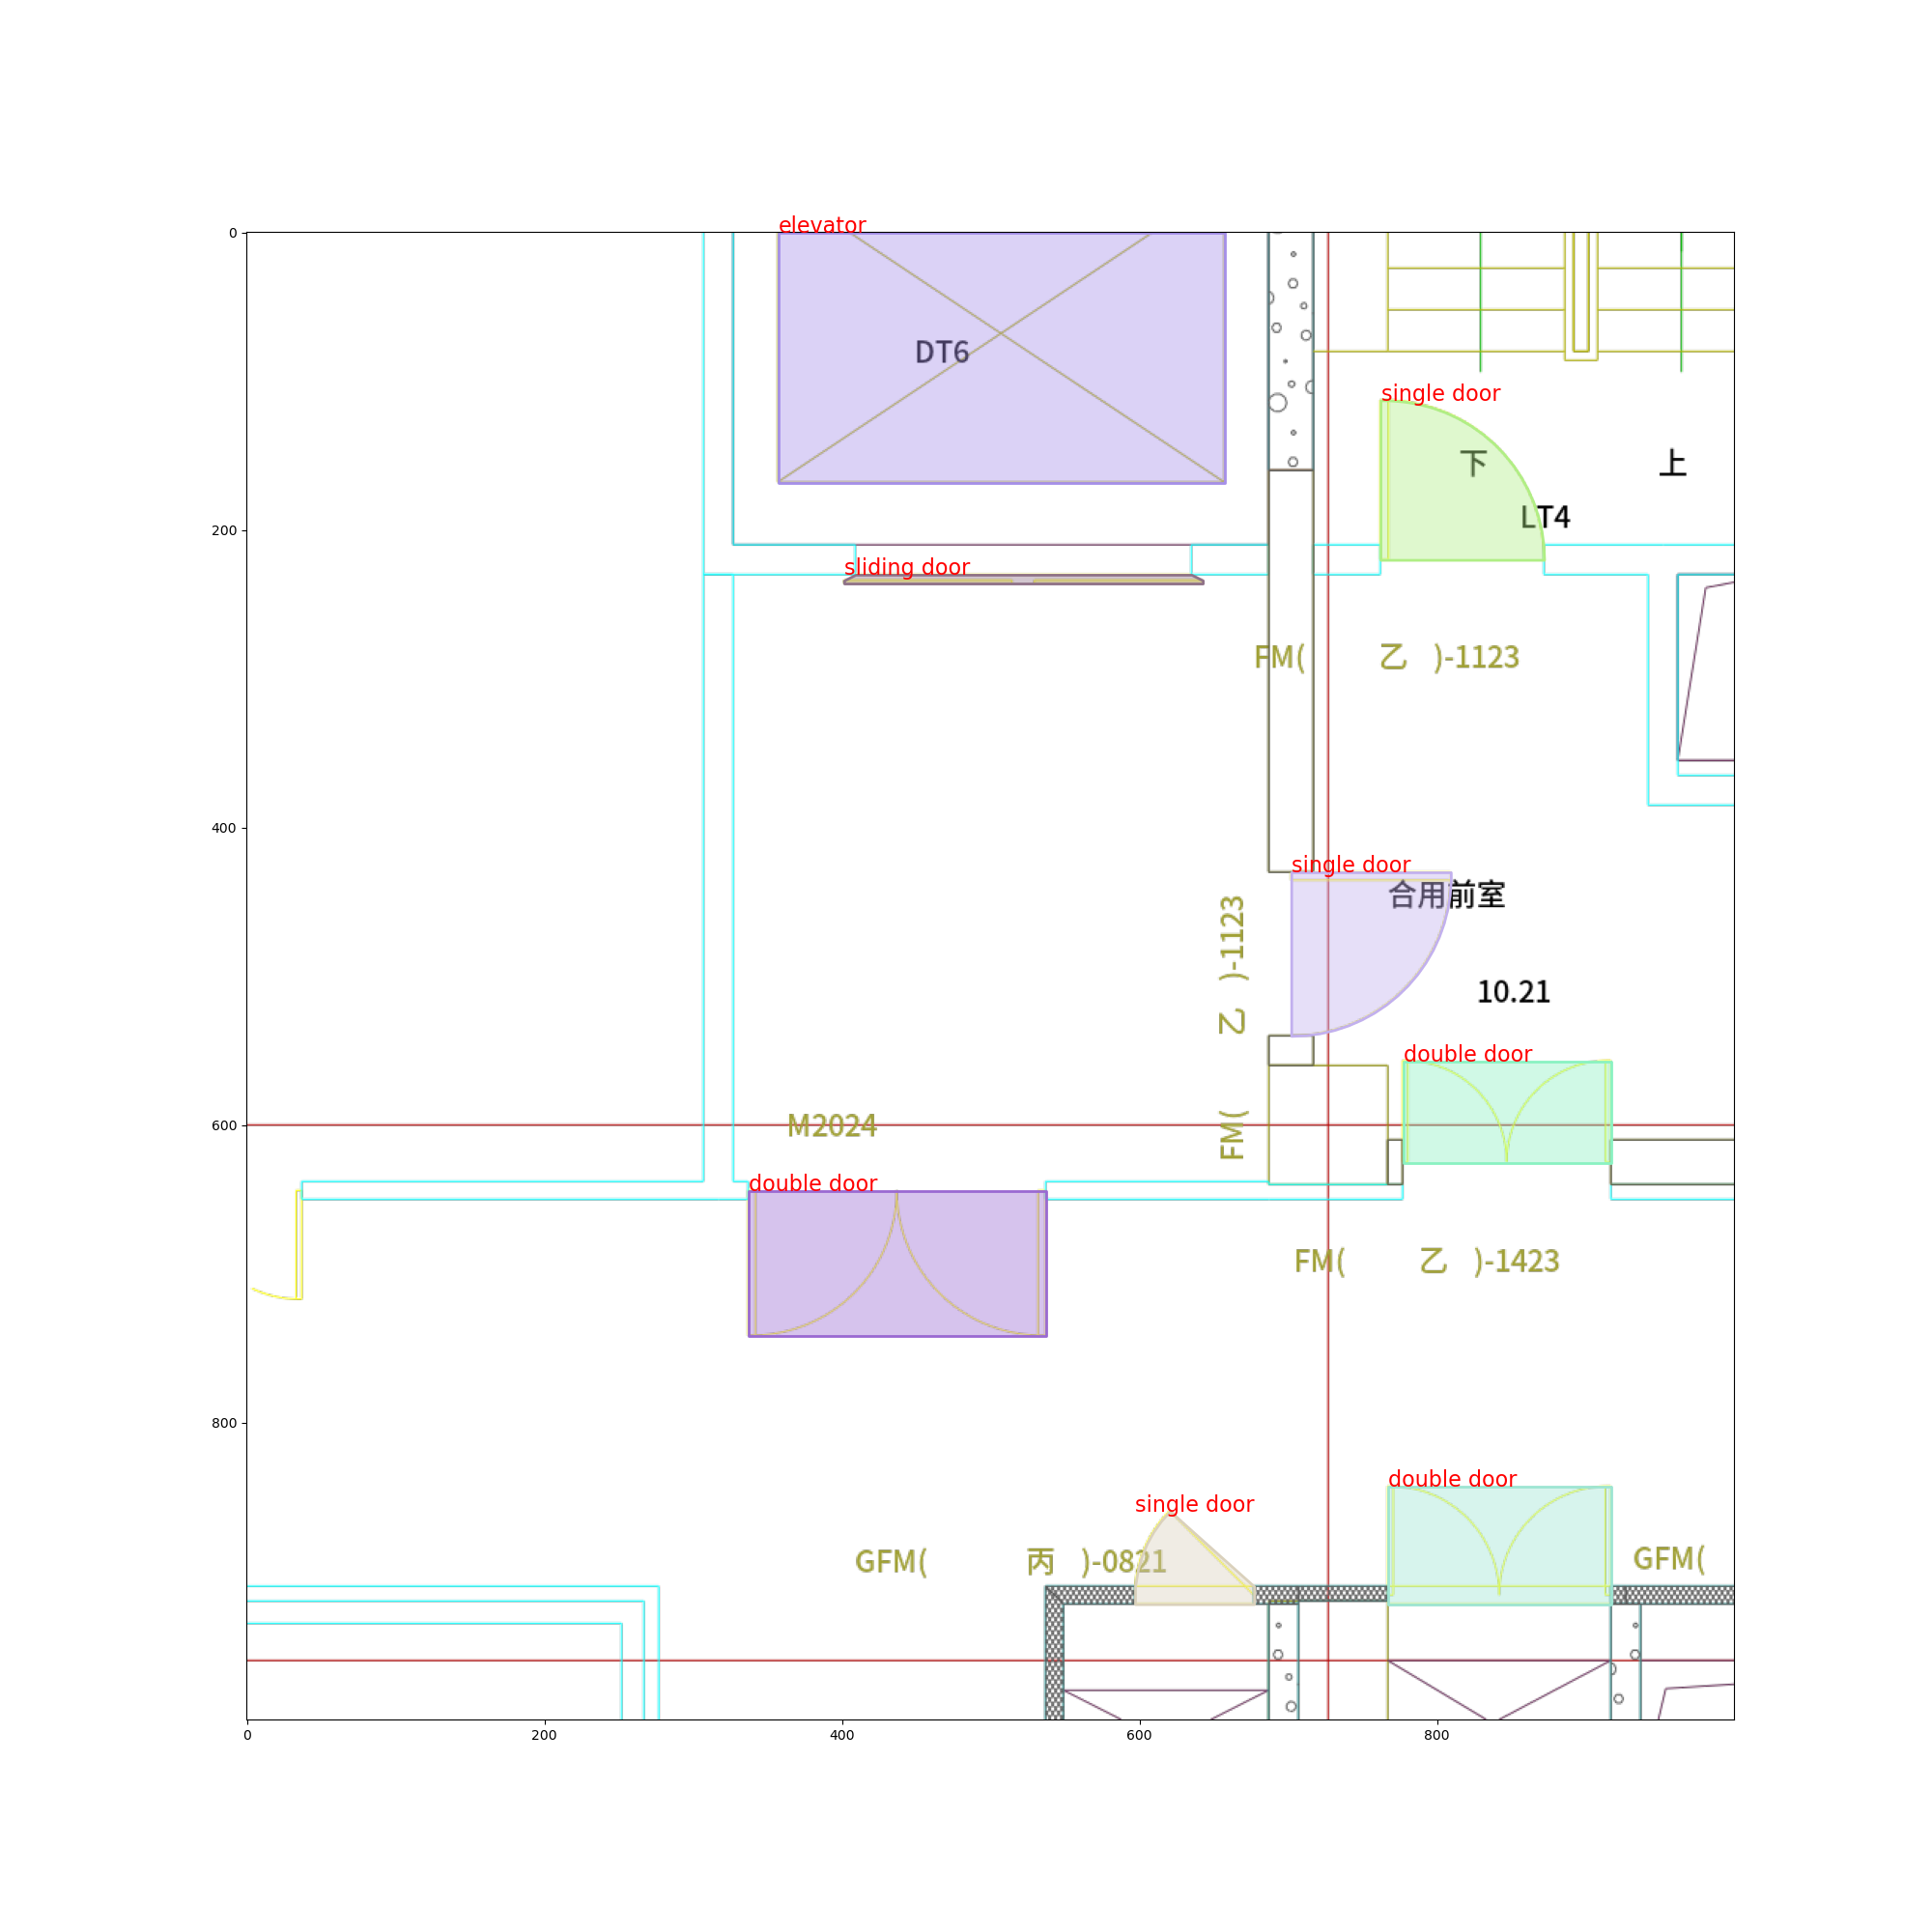 elevator
0
DT6
single door
下
上
LT4
200
sliding door
FM( 乙 )-1123
400
single door
合用前室
FM( 乙 )-1123
10.21
double door
600
M2024
double door
FM( 乙 )-1423
800
double door
single door
GFM( 丙 )-0821
GFM(
0
200
400
600
800